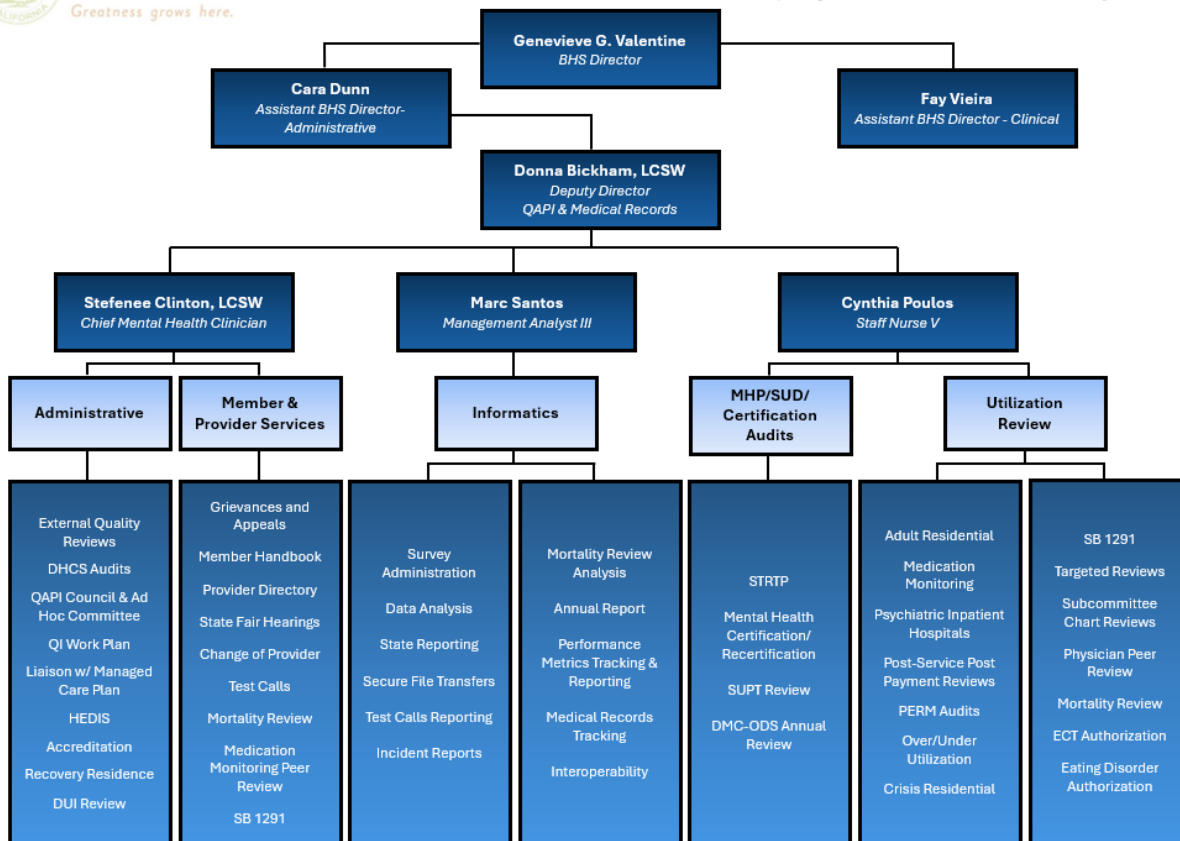 CALIFORNIA
Greatness grows here.
Genevieve G. Valentine
BHS Director
Cara Dunn
Assistant BHS Director-
Administrative
Fay Vieira
Assistant BHS Director - Clinical
Donna Bickham, LCSW
Deputy Director
QAPI & Medical Records
Stefenee Clinton, LCSW
Chief Mental Health Clinician
Marc Santos
Management Analyst III
Cynthia Poulos
Staff Nurse V
Administrative
Member &
Provider Services
Informatics
MHP/SUD/
Certification
Audits
Utilization
Review
External Quality
Reviews
DHCS Audits
QAPI Council & Ad
Hoc Committee
QI Work Plan
Liaison w/ Managed
Care Plan
HEDIS
Accreditation
Recovery Residence
DUI Review
Grievances and
Appeals
Member Handbook
Provider Directory
State Fair Hearings
Change of Provider
Test Calls
Mortality Review
Medication
Monitoring Peer
Review
SB 1291
Survey
Administration
Data Analysis
State Reporting
Secure File Transfers
Test Calls Reporting
Incident Reports
Mortality Review
Analysis
Annual Report
Performance
Metrics Tracking &
Reporting
Medical Records
Tracking
Interoperability
STRTP
Mental Health
Certification/
Recertification
SUPT Review
DMC-ODS Annual
Review
Adult Residential
Medication
Monitoring
Psychiatric Inpatient
Hospitals
Post-Service Post
Payment Reviews
PERM Audits
Over/Under
Utilization
Crisis Residential
SB 1291
Targeted Reviews
Subcommittee
Chart Reviews
Physician Peer
Review
Mortality Review
ECT Authorization
Eating Disorder
Authorization